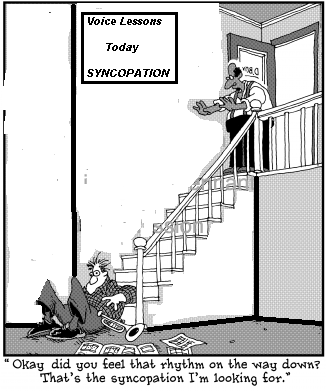 Voice Lessons
Today
SYNCOPATION
" Okay did you feel that rhythm on the way down?
That's the syncopation I'm looking for."